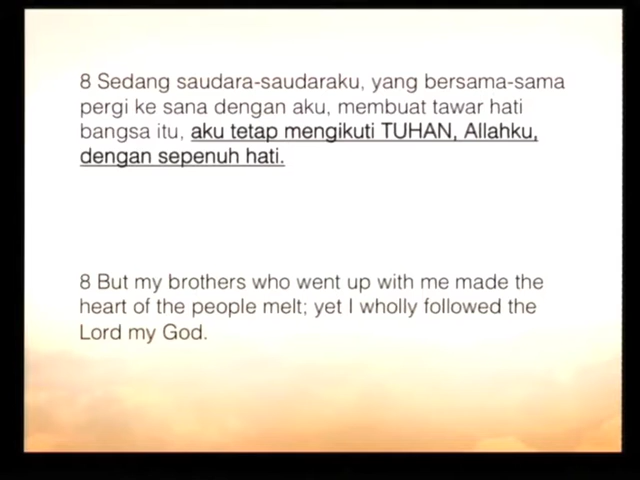 8 Sedang saudara-saudaraku, yang bersama-sama
pergi ke sana dengan aku, membuat tawar hati
bangsa itu, aku tetap mengikuti TUHAN, Allahku,
dengan sepenuh hati.
8 But my brothers who went up with me made the
heart of the people melt; yet I wholly followed the
Lord my God.